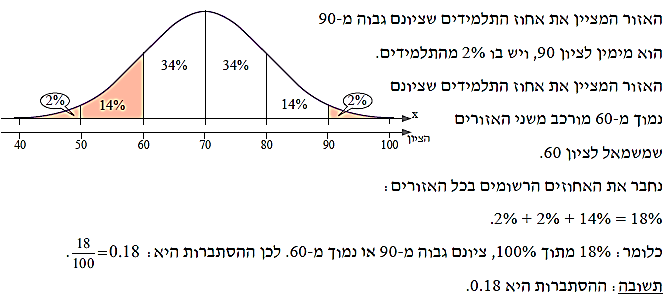 האזור המציין את אחוז התלמידים שציונם גבוה מ-90
הוא מימין לציון 90, ויש בו 2% מהתלמידים.
האזור המציין את אחוז התלמידים שציונם
נמוך מ-60 מורכב משני האזורים
שמשמאל לציון 60.
34% 34%
2% 14% 14% 2%
x
40 50 60 70 80 90 100 הציון
נחבר את האחוזים הרשומים בכל האזורים:
2% + 2% + 14% = 18%.
כלומר: 18% מתוך 100%, ציונם גבוה מ-90 או נמוך מ-60. לכן ההסתברות היא: 18/100 = 0.18.
תשובה: ההסתברות היא 0.18.